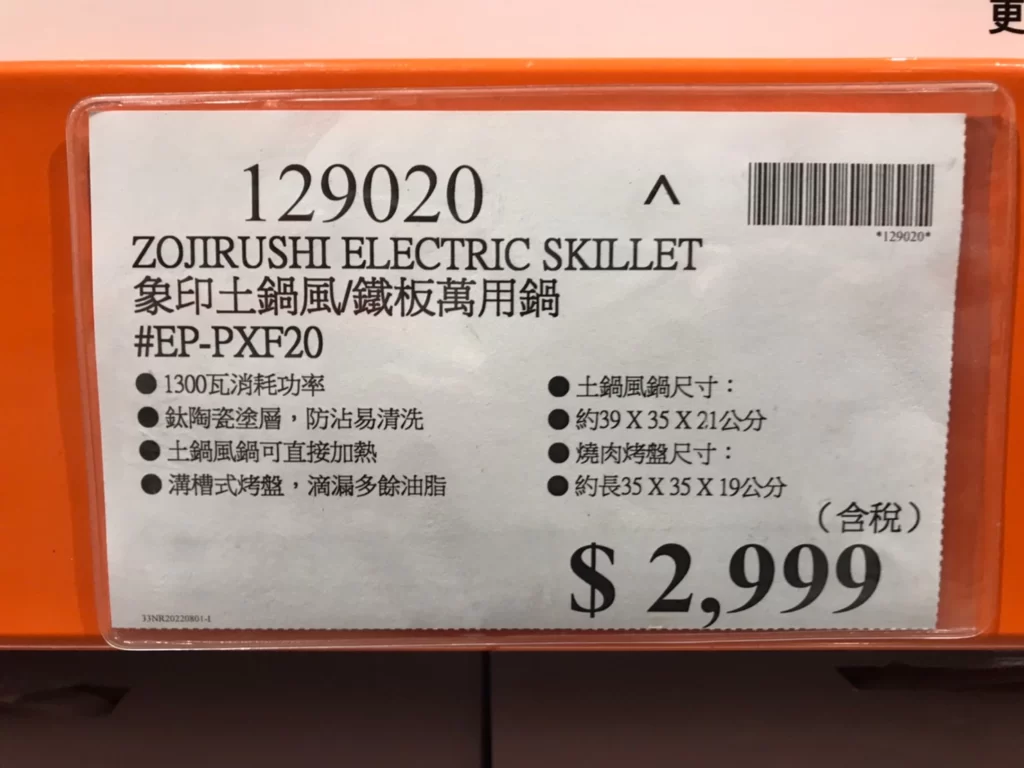 更
129020
^
*129020*
ZOJIRUSHI ELECTRIC SKILLET
象印土鍋風/鐵板萬用鍋
#EP-PXF20
● 1300瓦消耗功率
● 鈦陶瓷塗層，防沾易清洗
● 土鍋風鍋可直接加熱
● 溝槽式烤盤，滴漏多餘油脂
● 土鍋風鍋尺寸：
● 約39 X 35 X 21公分
● 燒肉烤盤尺寸：
● 約長35 X 35 X 19公分
（含稅）
$ 2,999
33NR20220804-1